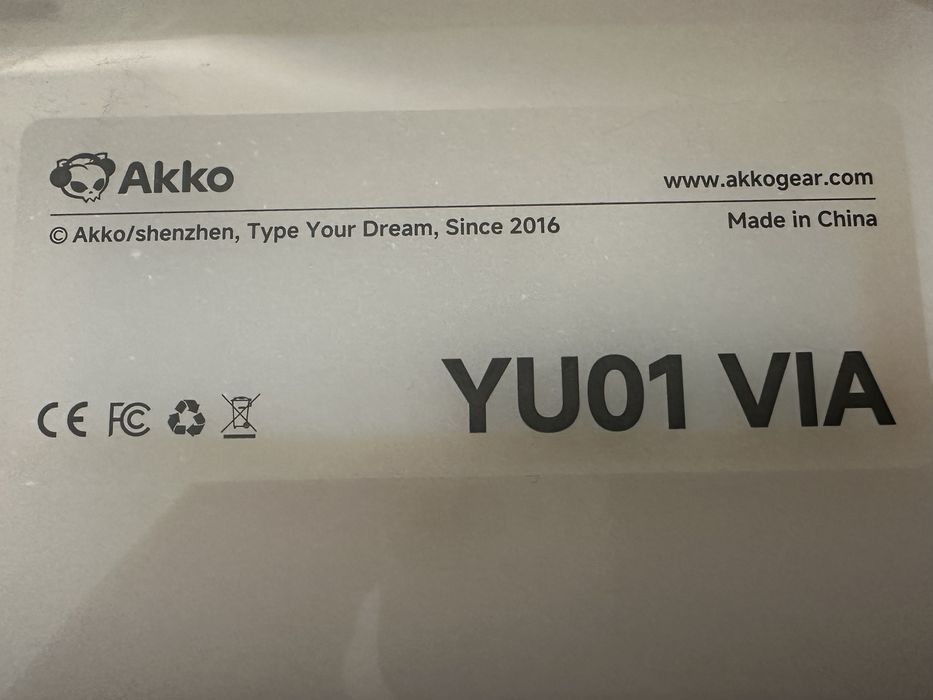 Akko
www.akkogear.com
© Akko/shenzhen, Type Your Dream, Since 2016
Made in China
CE FC
YU01 VIA